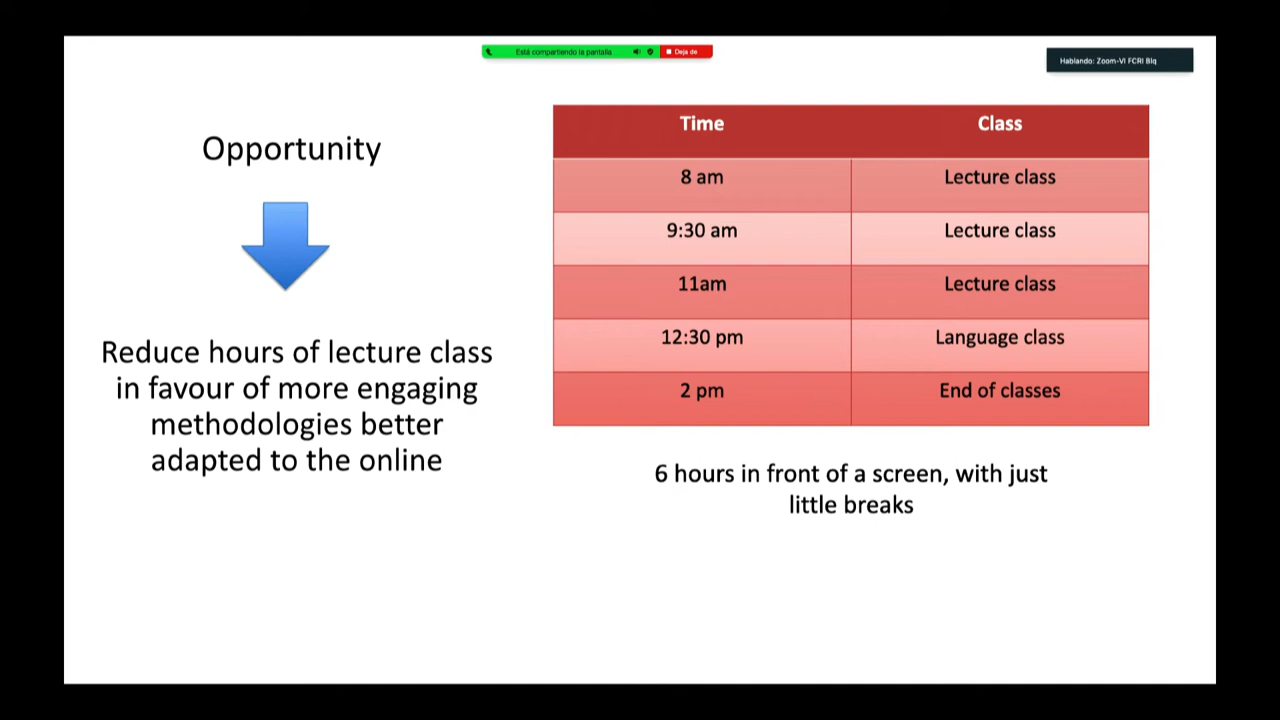 Está compartiendo la pantalla
Deja de
Hablando: Zoom-VI FCRI Blq
Opportunity
Reduce hours of lecture class
in favour of more engaging
methodologies better
adapted to the online
Time Class
8 am Lecture class
9:30 am Lecture class
11am Lecture class
12:30 pm Language class
2 pm End of classes
6 hours in front of a screen, with just
little breaks